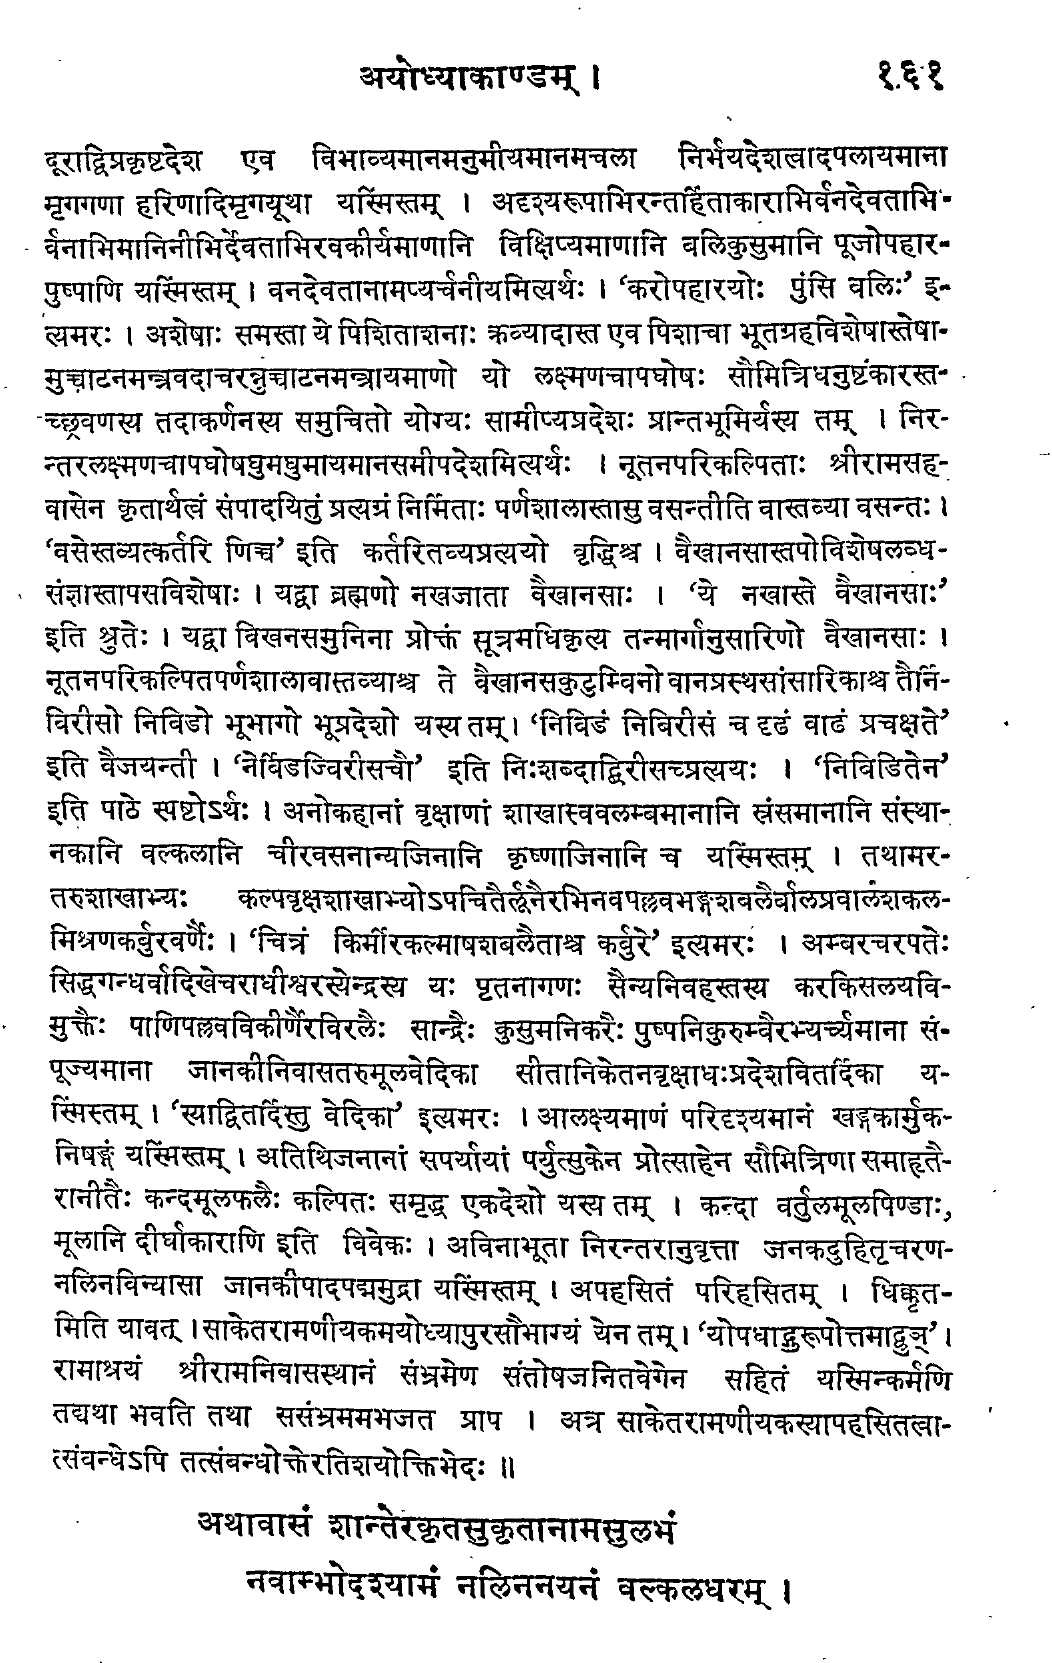 अयोध्याकाण्डम् । १६१
दूराद्विप्रकृष्टदेश एव विभाव्यमानमनुमीयमानमचला निर्भयदेशत्वादपलायमाना
मृगगणा हरिणादिमृगयूथा यस्मिंस्तम् । अदृश्यरूपाभिरन्तर्हिताकाराभिर्वनदेवताभि-
र्वनाभिमानिनीभिर्देवताभिरवकीर्यमाणानि विक्षिप्यमाणानि बलिकुसुमानि पूजोपहार-
पुष्पाणि यस्मिंस्तम् । वनदेवतानामप्यर्चनीयमित्यर्थः । ‘करोपहारयोः पुंसि बलिः’ इ-
त्यमरः । अशेषाः समस्ता ये पिशिताशनाः क्रव्यादास्त एव पिशाचा भूतग्रहविशेषास्तेषा-
मुच्चाटनमन्त्रवदाचरन्नुच्चाटनमन्त्रायमाणो यो लक्ष्मणचापघोषः सौमित्रिधनुष्टंकारस्त-
च्छ्रवणस्य तदाकर्णनस्य समुचितो योग्यः सामीप्यप्रदेशः प्रान्तभूमिर्यस्य तम् । निर-
न्तरलक्ष्मणचापघोषघुमघुमायमानसमीपदेशमित्यर्थः । नूतनपरिकल्पिताः श्रीरामसह-
वासेन कृतार्थत्वं संपादयितुं प्रत्यग्रं निर्मिताः पर्णशालास्तासु वसन्तीति वास्तव्या वसन्तः ।
‘वसेस्तव्यत्कर्तरि णिच्च’ इति कर्तरितव्यप्रत्ययो वृद्धिश्च । वैखानसास्तपोविशेषलब्ध-
संज्ञास्तापसविशेषाः । यद्वा ब्रह्मणो नखजाता वैखानसाः । ‘ये नखास्ते वैखानसाः’
इति श्रुतेः । यद्वा विखनसमुनिना प्रोक्तं सूत्रमधिकृत्य तन्मार्गानुसारिणो वैखानसाः ।
नूतनपरिकल्पितपर्णशालावास्तव्याश्च ते वैखानसकुटुम्बिनो वानप्रस्थसांसारिकाश्च तैर्नि-
बिरीसो निबिडो भूभागो भूप्रदेशो यस्य तम् । ‘निबिडं निबिरीसं च दृढं वाढं प्रचक्षते’
इति वैजयन्ती । ‘नेर्बिडज्बिरीसचौ’ इति निःशब्दाद्बिरीसच्प्रत्ययः । ‘निबिडितेन’
इति पाठे स्पष्टोऽर्थः । अनोकहानां वृक्षाणां शाखास्ववलम्बमानानि स्रंसमानानि संस्था-
नकानि वल्कलानि चीरवसनान्यजिनानि कृष्णाजिनानि च यस्मिंस्तम् । तथामर-
तरुशाखाभ्यः कल्पवृक्षशाखाभ्योऽपचितैर्लूनैरभिनवपल्लवभङ्गशबलैर्बालप्रवालशकल-
मिश्रणकर्बुरवर्णैः । ‘चित्रं किर्मीरकल्माषशबलैताश्च कर्बुरे’ इत्यमरः । अम्बरचरपतेः
सिद्धगन्धर्वादिखेचराधीश्वरस्येन्द्रस्य यः पृतनागणः सैन्यनिवहस्तस्य करकिसलयवि-
मुक्तैः पाणिपल्लवविकीर्णैरविरलैः सान्द्रैः कुसुमनिकरैः पुष्पनिकुरुम्बैरभ्यर्च्यमाना सं-
पूज्यमाना जानकीनिवासतरुमूलवेदिका सीतानिकेतनवृक्षाधःप्रदेशवितर्दिका य-
स्मिंस्तम् । ‘स्याद्वितर्दिस्तु वेदिका’ इत्यमरः । आलक्ष्यमाणं परिदृश्यमानं खड्गकार्मुक-
निषङ्गं यस्मिंस्तम् । अतिथिजनानां सपर्यायां पर्युत्सुकेन प्रोत्साहेन सौमित्रिणा समाहृतै-
रानीतैः कन्दमूलफलैः कल्पितः समृद्ध एकदेशो यस्य तम् । कन्दा वर्तुलमूलपिण्डाः,
मूलानि दीर्घाकाराणि इति विवेकः । अविनाभूता निरन्तरानुवृत्ता जनकदुहितृचरण-
नलिनविन्यासा जानकीपादपद्ममुद्रा यस्मिंस्तम् । अपहसितं परिहसितम् । धिक्कृत-
मिति यावत् । साकेतरामणीयकमयोध्यापुरसौभाग्यं येन तम् । ‘योपधाद्गुरूपोत्तमाद्वुञ्’ ।
रामाश्रयं श्रीरामनिवासस्थानं संभ्रमेण संतोषजनितवेगेन सहितं यस्मिन्कर्मणि
तद्यथा भवति तथा ससंभ्रममभजत प्राप । अत्र साकेतरामणीयकस्यापहसितत्वा-
त्संबन्धेऽपि तत्संबन्धोक्तेरतिशयोक्तिभेदः ॥
अथावासं शान्तेरकृतसुकृतानामसुलभं
नवाम्भोदश्यामं नलिननयनं वल्कलधरम् ।